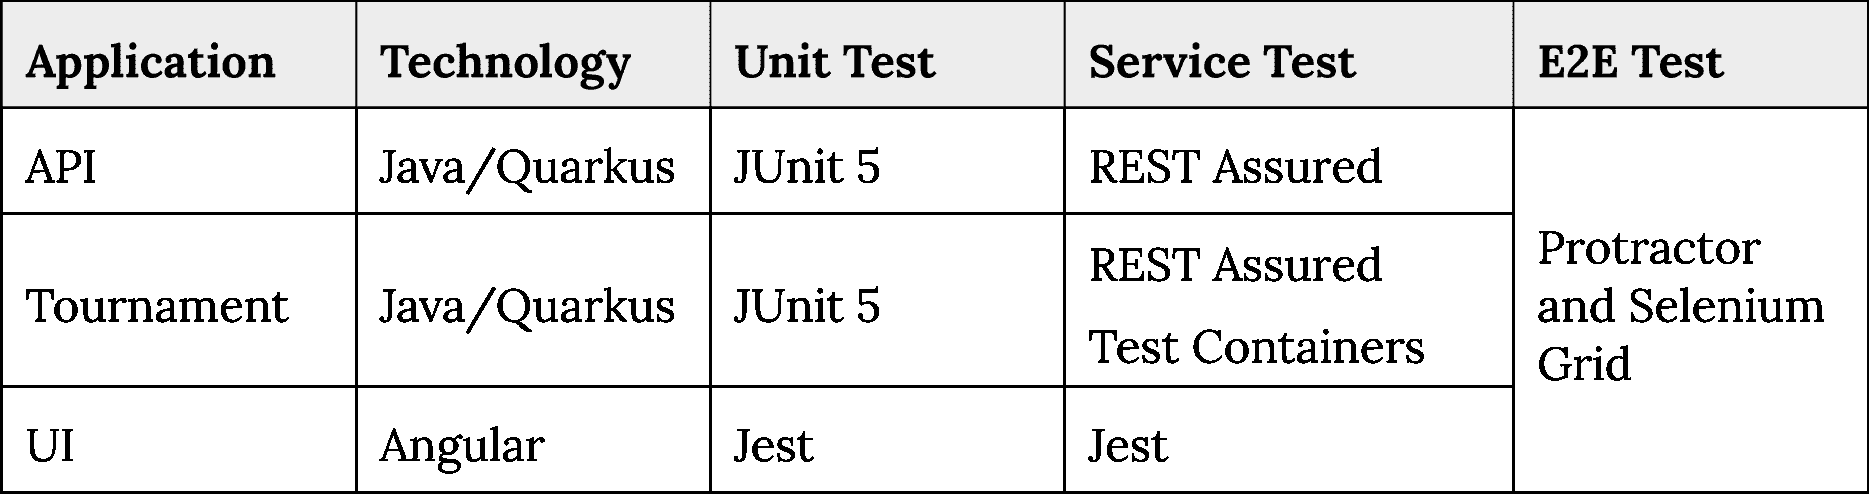 Application Technology Unit Test Service Test E2E Test
API Java/Quarkus JUnit 5 REST Assured
Tournament Java/Quarkus JUnit 5 REST Assured
Test Containers
UI Angular Jest Jest
Protractor
and Selenium
Grid